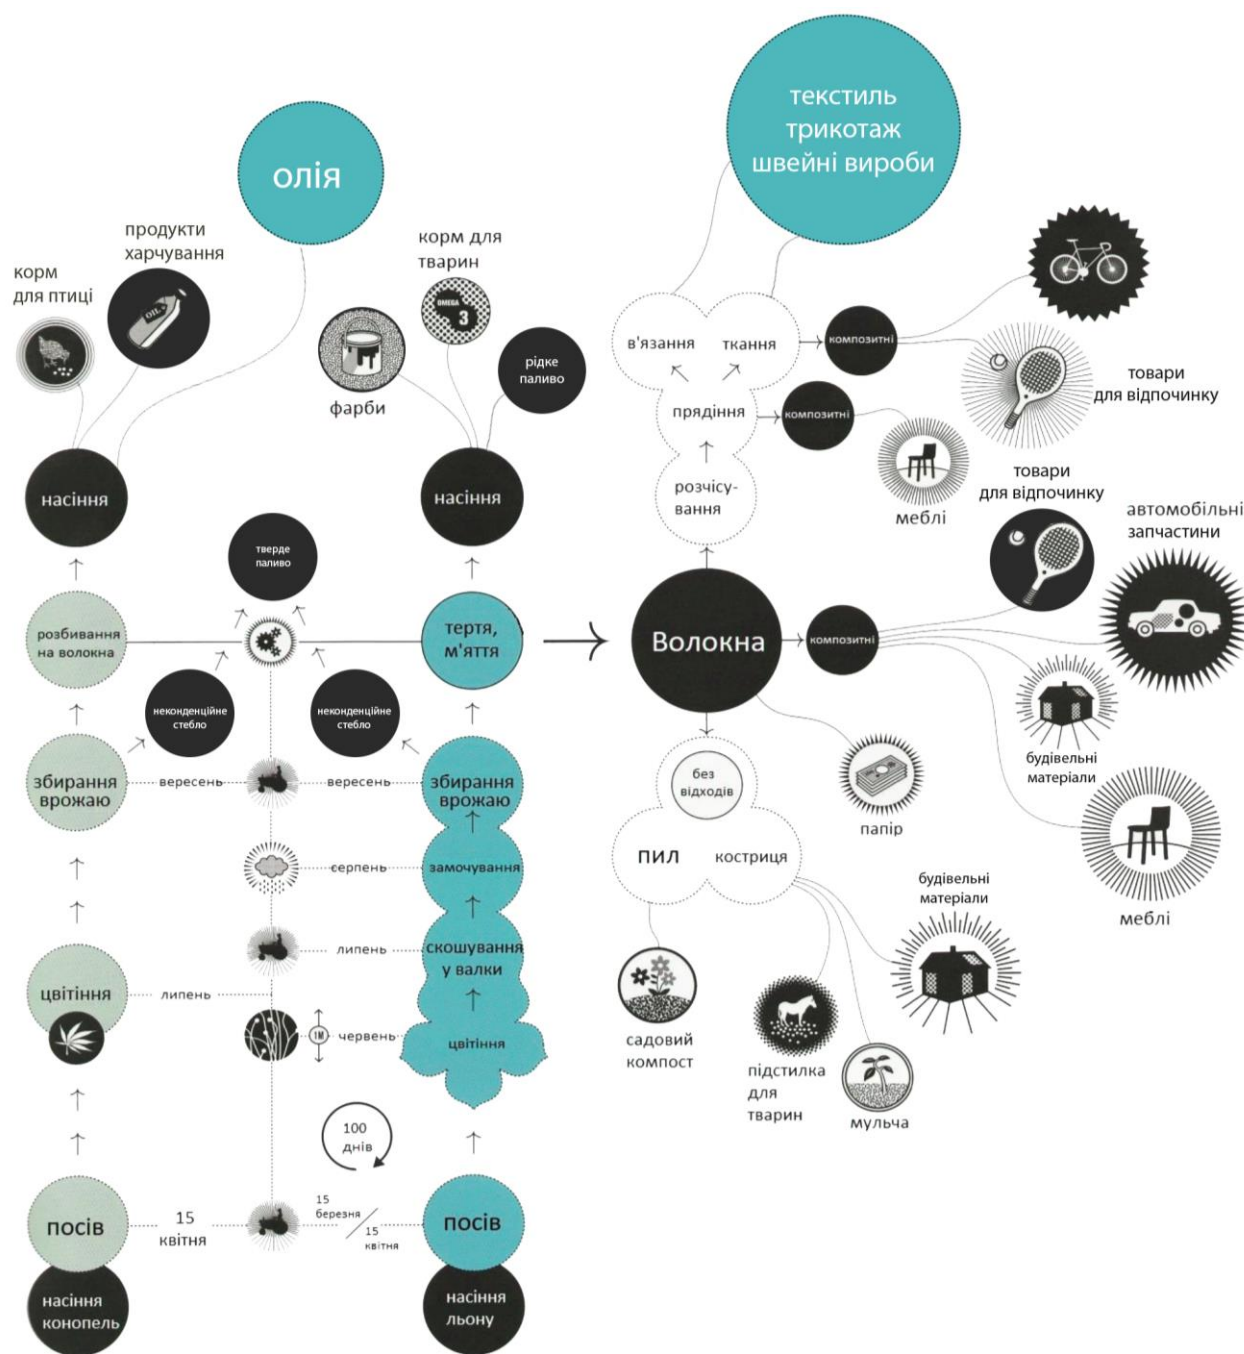 текстиль
трикотаж
швейні вироби
олія
продукти
харчування
корм
для птиці
OIL
корм для
тварин
OMEGA
3
фарби
рідке
паливо
в'язання
ткання
композитні
прядіння
композитні
товари
для відпочинку
меблі
розчісу-
вання
насіння
насіння
товари
для відпочинку
автомобільні
запчастини
тверде
паливо
розбивання
на волокна
тертя,
м'яття
Волокна
композитні
неконденційне
стебло
неконденційне
стебло
будівельні
матеріали
збирання
врожаю
вересень
вересень
збирання
врожаю
без
відходів
папір
меблі
серпень
замочування
пил
костриця
будівельні
матеріали
липень
скошування
у валки
цвітіння
липень
1М
червень
цвітіння
садовий
компост
підстилка
для
тварин
мульча
100
днів
посів
15
квітня
15
березня
15
квітня
посів
насіння
конопель
насіння
льону